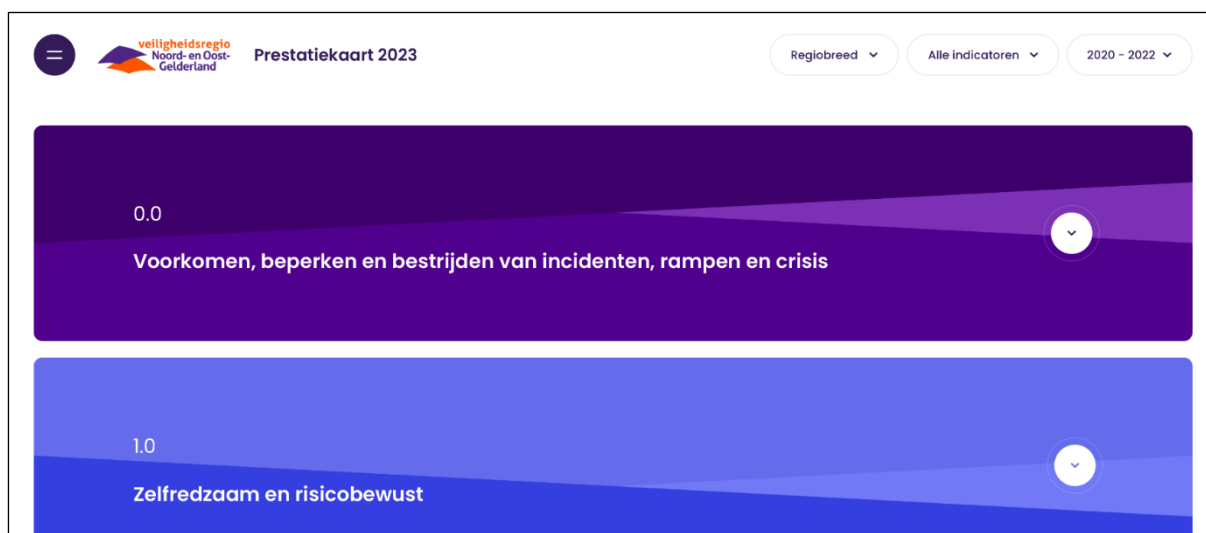 veiligheidsregio
Noord- en Oost-
Gelderland
Prestatiekaart 2023
Regiobreed
Alle indicatoren
2020 - 2022
0.0
Voorkomen, beperken en bestrijden van incidenten, rampen en crisis
1.0
Zelfredzaam en risicobewust